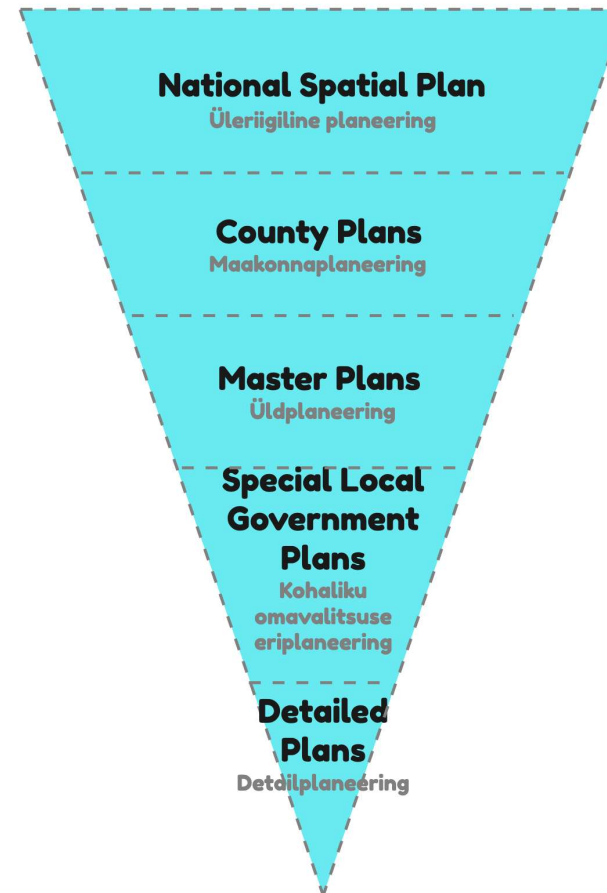 National Spatial Plan
Üleriigiline planeering
County Plans
Maakonnaplaneering
Master Plans
Üldplaneering
Special Local
Government
Plans
Kohaliku
omavalitsuse
eriplaneering
Detailed
Plans
Detailplaneering